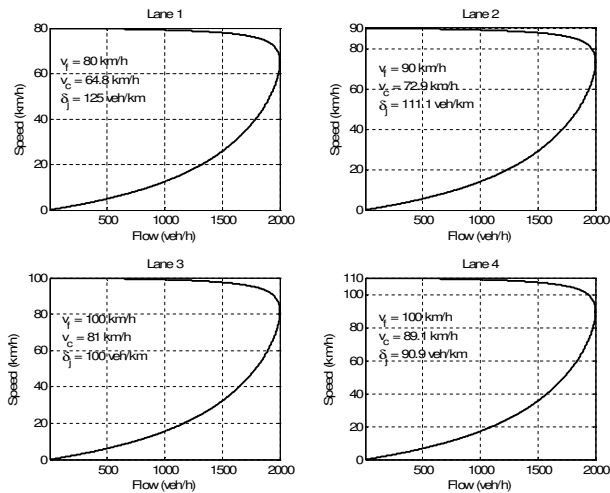 Lane 1
Speed (km/h)
80
60
40
20
0
v_f = 80 km/h
v_c = 64.8 km/h
δ_j = 125 veh/km
500 1000 1500 2000
Flow (veh/h)
Lane 2
Speed (km/h)
90
80
60
40
20
0
v_f = 90 km/h
v_c = 72.9 km/h
δ_j = 111.1 veh/km
500 1000 1500 2000
Flow (veh/h)
Lane 3
Speed (km/h)
100
80
60
40
20
0
v_f = 100 km/h
v_c = 81 km/h
δ_j = 100 veh/km
500 1000 1500 2000
Flow (veh/h)
Lane 4
Speed (km/h)
110
100
80
60
40
20
0
v_f = 100 km/h
v_c = 89.1 km/h
δ_j = 90.9 veh/km
500 1000 1500 2000
Flow (veh/h)